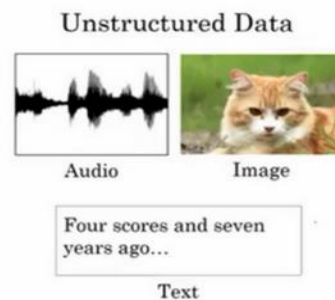 Unstructured Data
Audio
Image
Four scores and seven
years ago...
Text